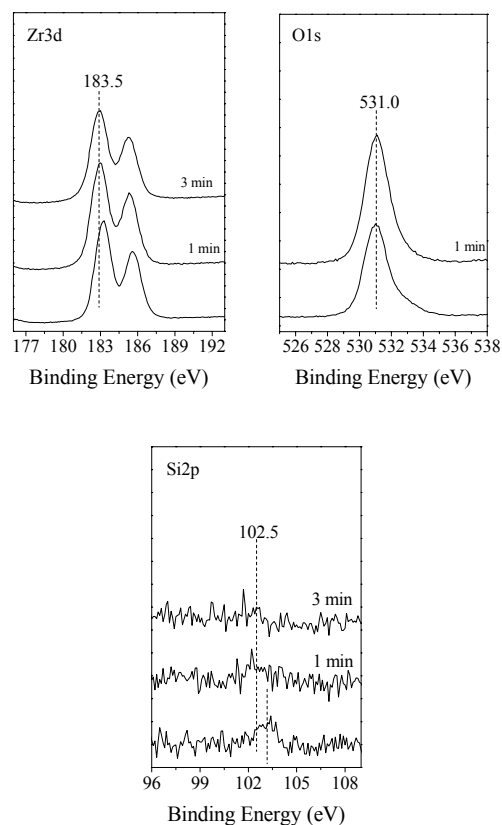 Zr3d
183.5
3 min
1 min
177 180 183 186 189 192
Binding Energy (eV)
O1s
531.0
1 min
526 528 530 532 534 536 538
Binding Energy (eV)
Si2p
102.5
3 min
1 min
96 99 102 105 108
Binding Energy (eV)